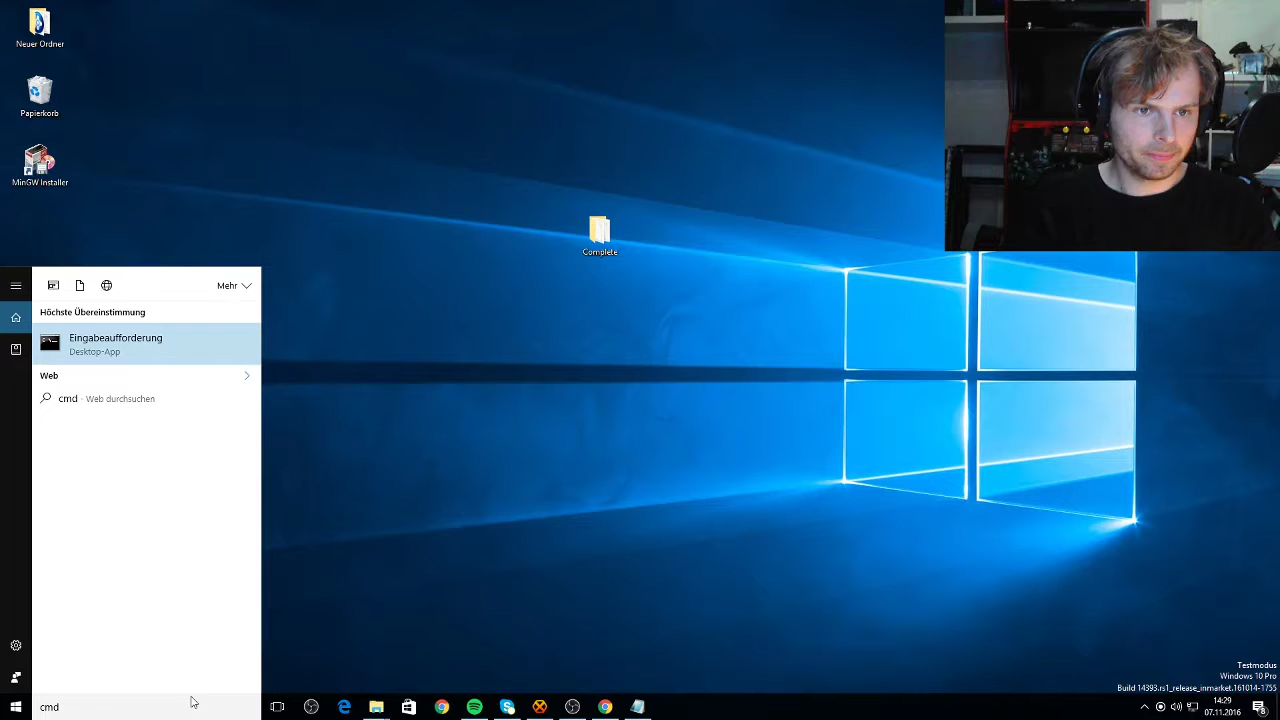 Neuer Ordner
Papierkorb
MinGW Installer
Complete
Mehr
Höchste Übereinstimmung
Eingabeaufforderung
Desktop-App
Web
cmd - Web durchsuchen
cmd
Testmodus
Windows 10 Pro
Build 14393.rs1_release_inmarket.161014-1755
14:29
07.11.2016
8